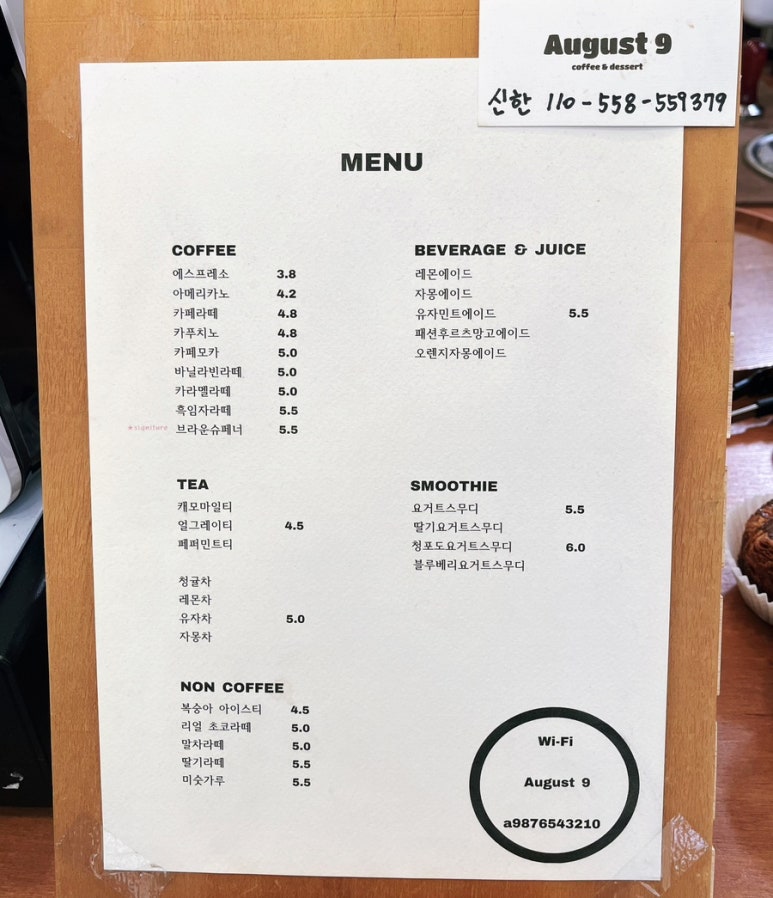 August 9
coffee & dessert
신한 110-558-559379
MENU
COFFEE
에스프레소 3.8
아메리카노 4.2
카페라떼 4.8
카푸치노 4.8
카페모카 5.0
바닐라빈라떼 5.0
카라멜라떼 5.0
흑임자라떼 5.5
★signiture 브라운슈페너 5.5
BEVERAGE & JUICE
레몬에이드
자몽에이드
유자민트에이드 5.5
패션후르츠망고에이드
오렌지자몽에이드
TEA
캐모마일티
얼그레이티 4.5
페퍼민트티
청귤차
레몬차
유자차 5.0
자몽차
SMOOTHIE
요거트스무디 5.5
딸기요거트스무디
청포도요거트스무디 6.0
블루베리요거트스무디
NON COFFEE
복숭아 아이스티 4.5
리얼 초코라떼 5.0
말차라떼 5.0
딸기라떼 5.5
미숫가루 5.5
Wi-Fi
August 9
a9876543210